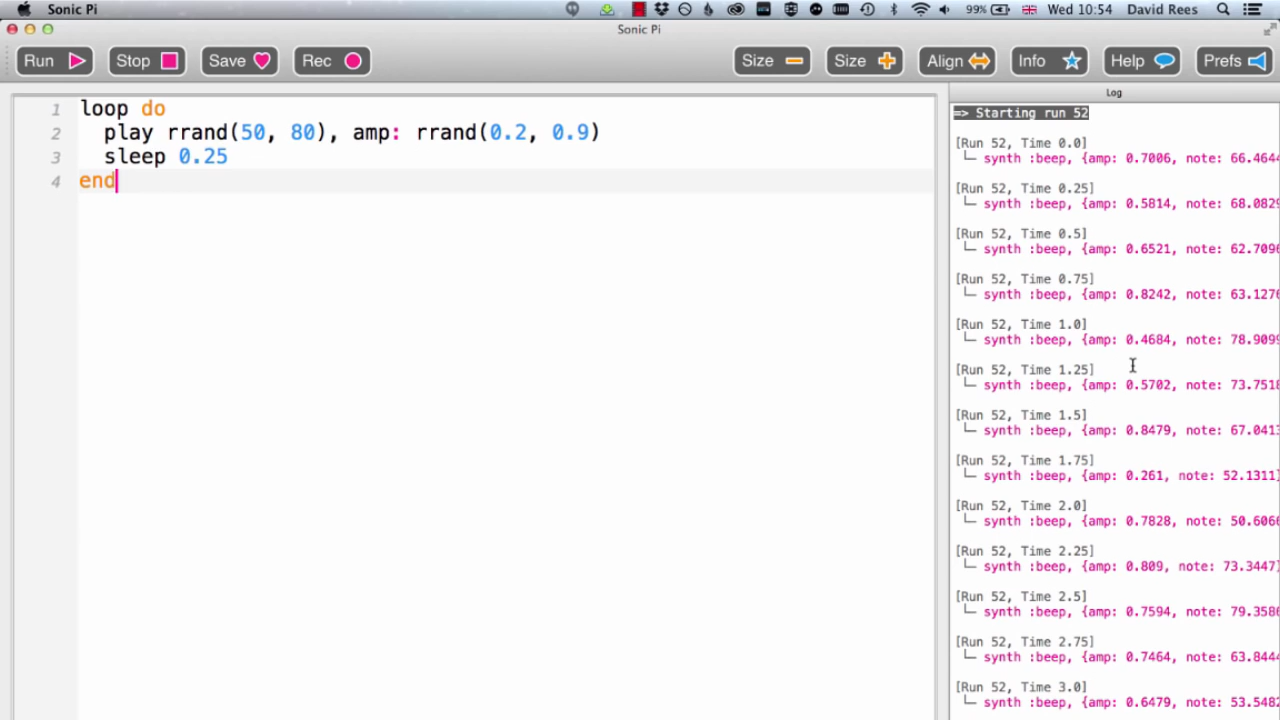 Sonic Pi 99% Wed 10:54 David Rees
Sonic Pi
Run Stop Save Rec Size Size Align Info Help Prefs
Log
1 loop do
2 play rrand(50, 80), amp: rrand(0.2, 0.9)
3 sleep 0.25
4 end
=> Starting run 52
[Run 52, Time 0.0]
└─ synth :beep, {amp: 0.7006, note: 66.4644
[Run 52, Time 0.25]
└─ synth :beep, {amp: 0.5814, note: 68.0829
[Run 52, Time 0.5]
└─ synth :beep, {amp: 0.6521, note: 62.7096
[Run 52, Time 0.75]
└─ synth :beep, {amp: 0.8242, note: 63.1276
[Run 52, Time 1.0]
└─ synth :beep, {amp: 0.4684, note: 78.9099
[Run 52, Time 1.25]
└─ synth :beep, {amp: 0.5702, note: 73.7518
[Run 52, Time 1.5]
└─ synth :beep, {amp: 0.8479, note: 67.0413
[Run 52, Time 1.75]
└─ synth :beep, {amp: 0.261, note: 52.1311}
[Run 52, Time 2.0]
└─ synth :beep, {amp: 0.7828, note: 50.6066
[Run 52, Time 2.25]
└─ synth :beep, {amp: 0.809, note: 73.3447}
[Run 52, Time 2.5]
└─ synth :beep, {amp: 0.7594, note: 79.3586
[Run 52, Time 2.75]
└─ synth :beep, {amp: 0.7464, note: 63.8444
[Run 52, Time 3.0]
└─ synth :beep, {amp: 0.6479, note: 53.5482